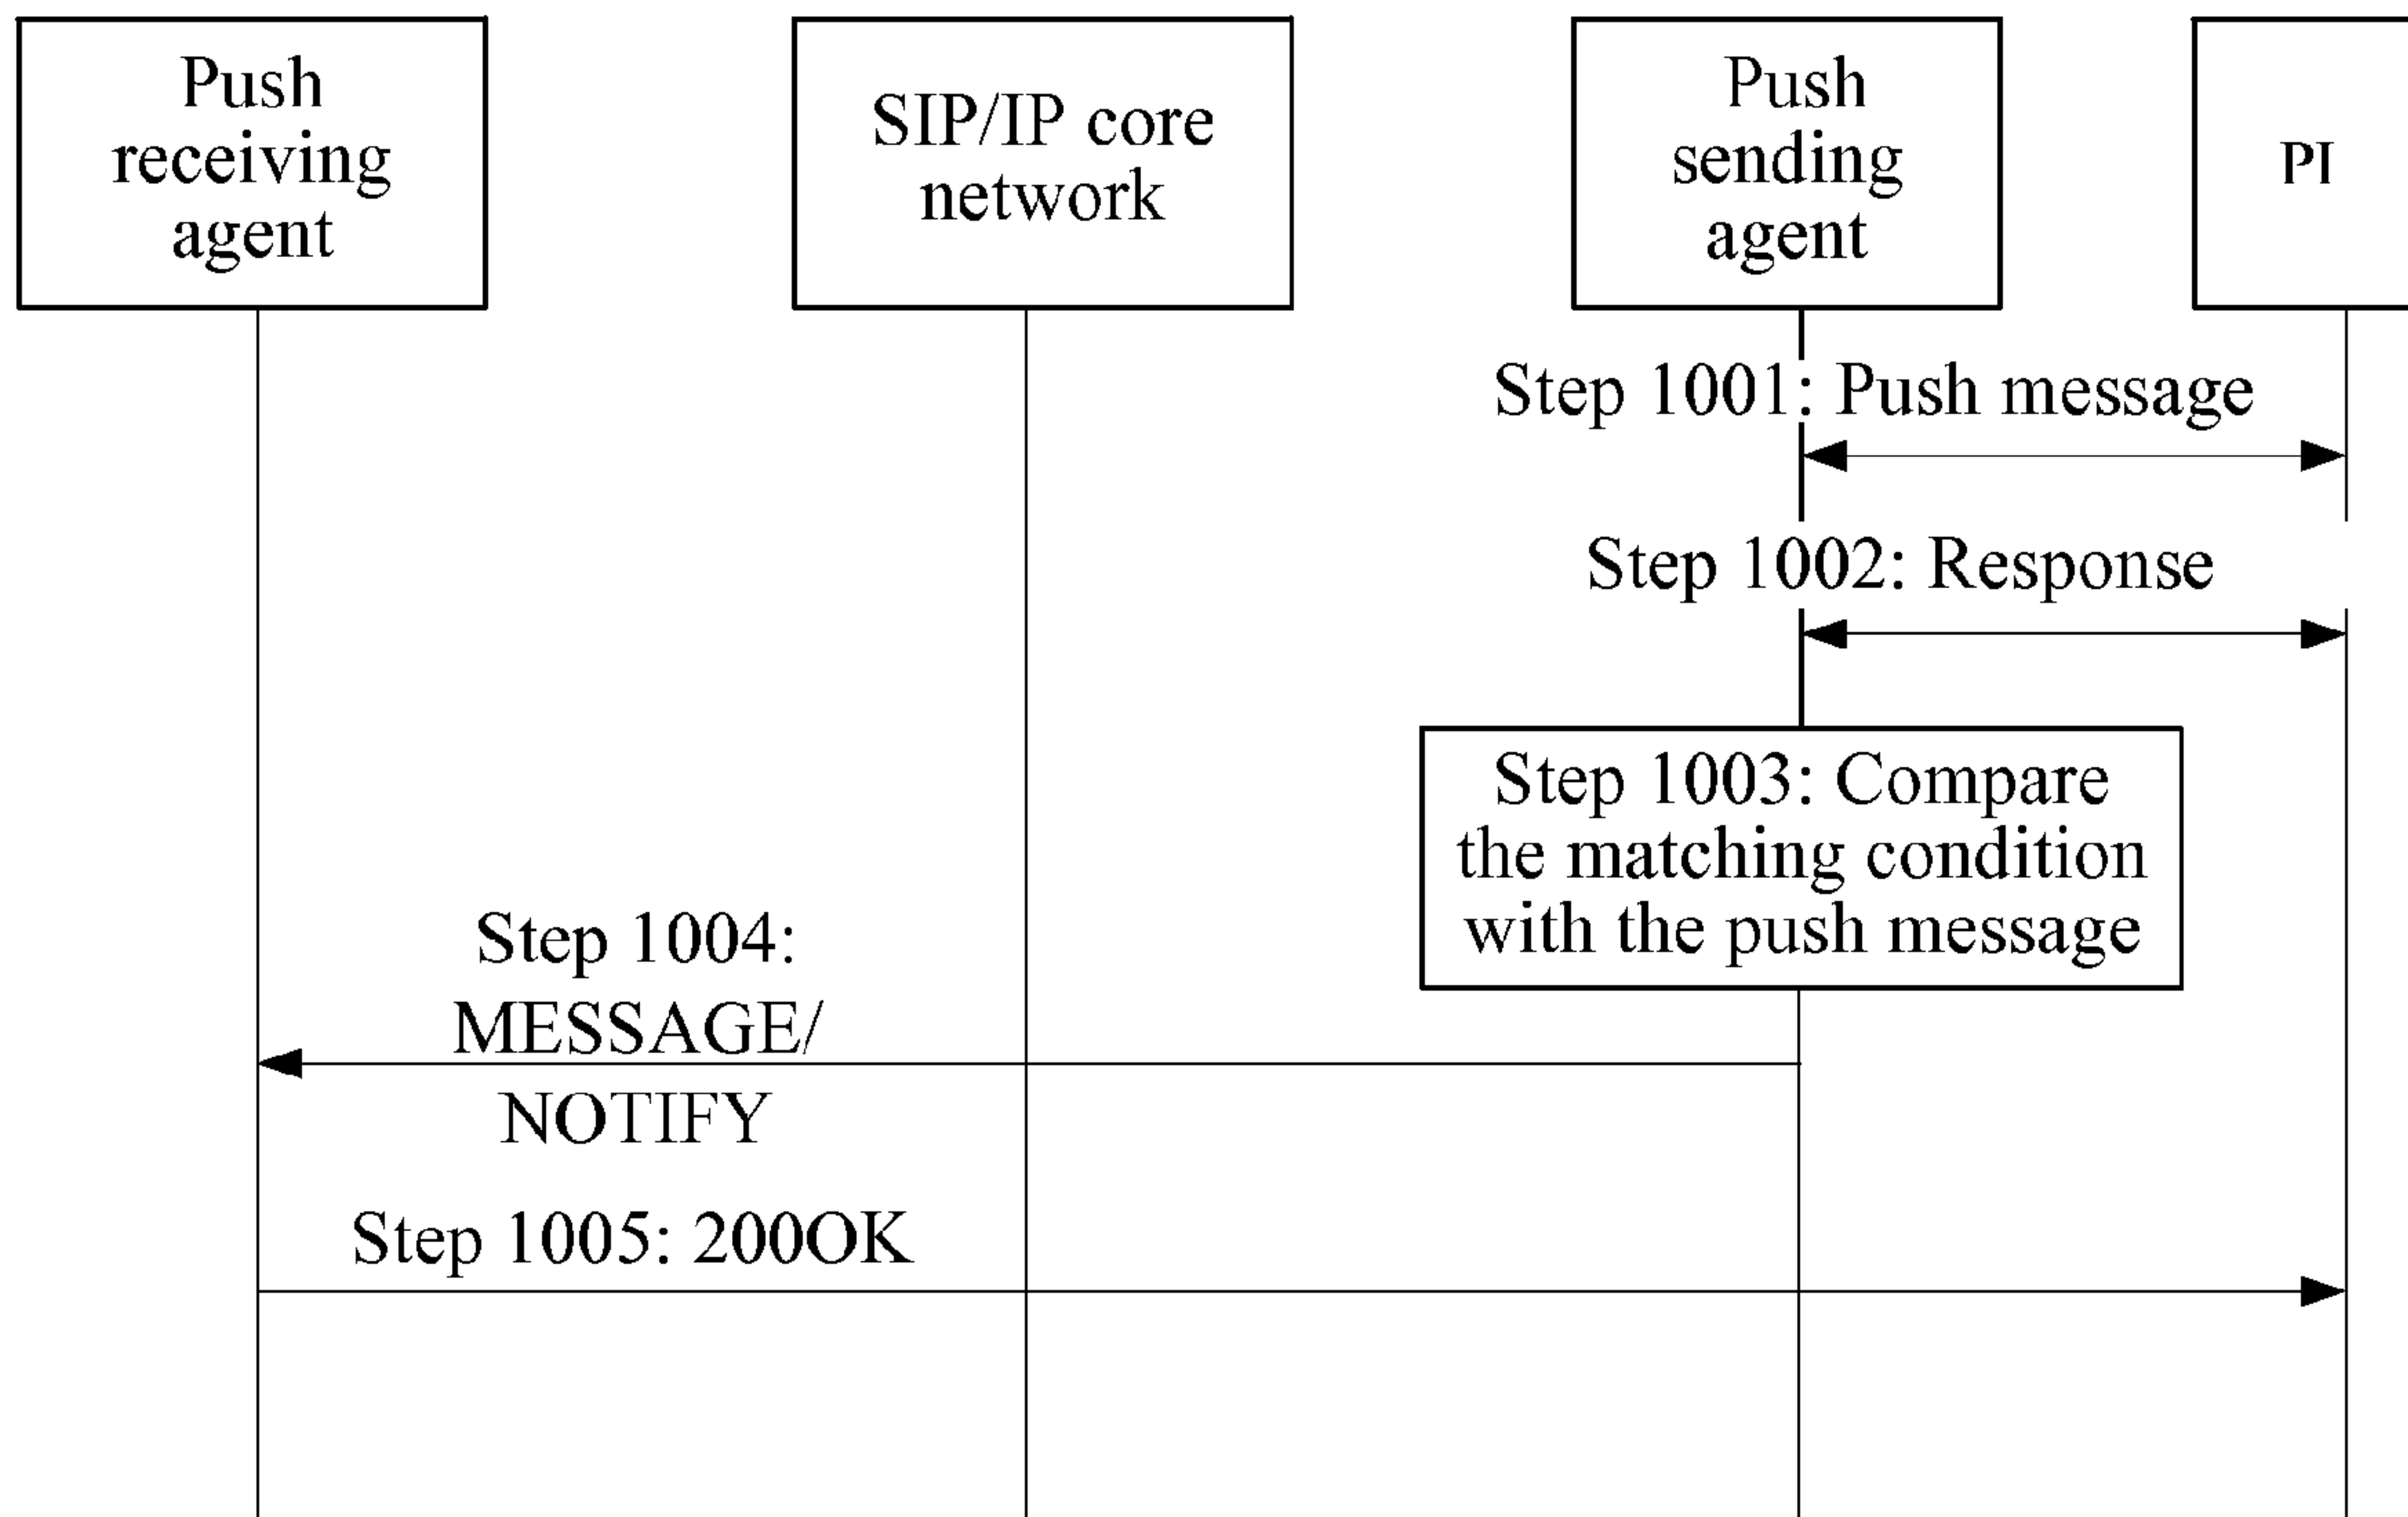 Push
receiving
agent
SIP/IP core
network
Push
sending
agent
PI
Step 1001: Push message
Step 1002: Response
Step 1003: Compare
the matching condition
with the push message
Step 1004:
MESSAGE/
NOTIFY
Step 1005: 200OK